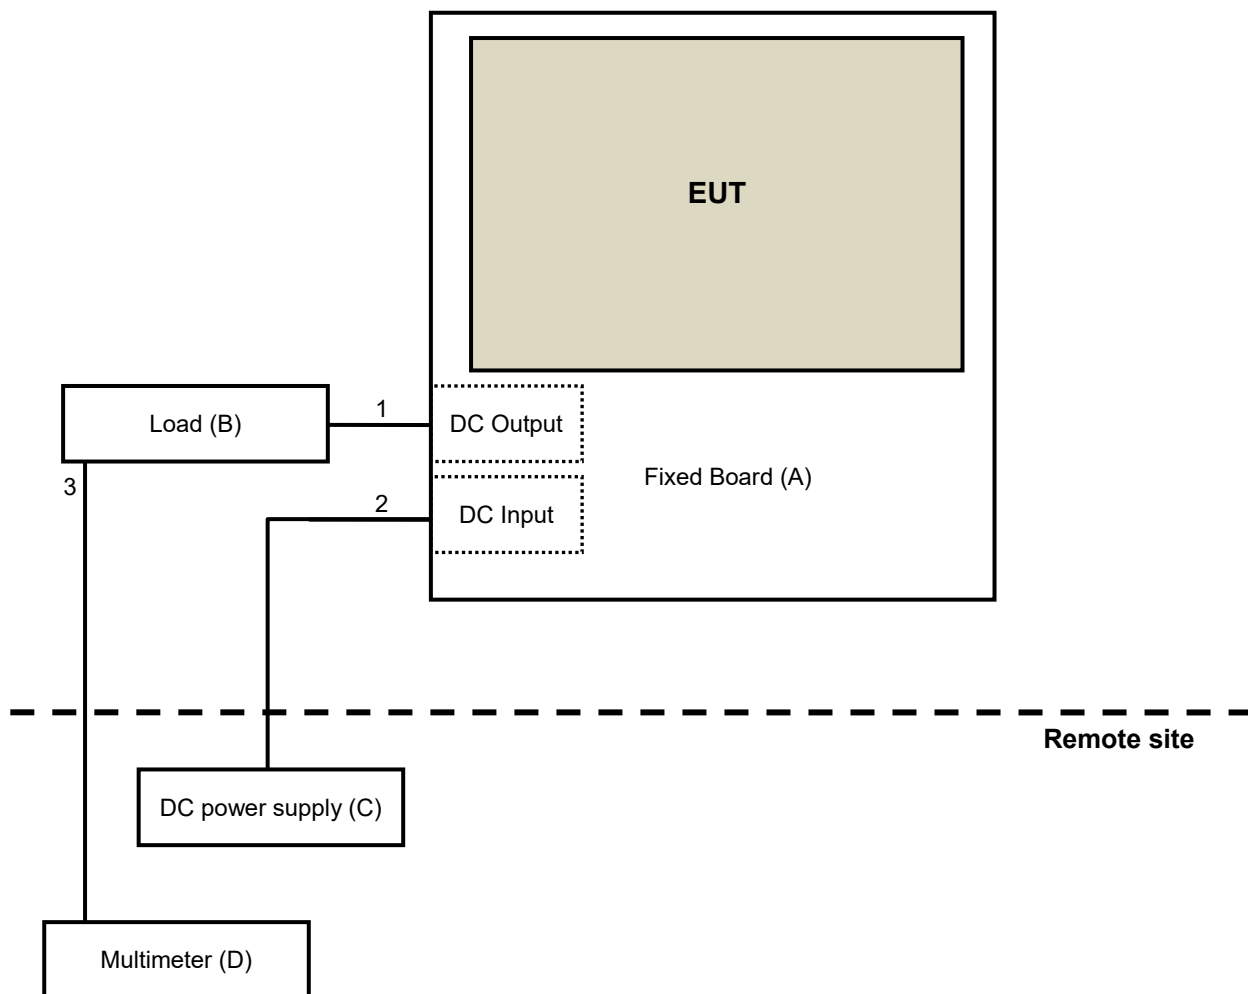 EUT
Load (B)
1
DC Output
Fixed Board (A)
3
2
DC Input
Remote site
DC power supply (C)
Multimeter (D)